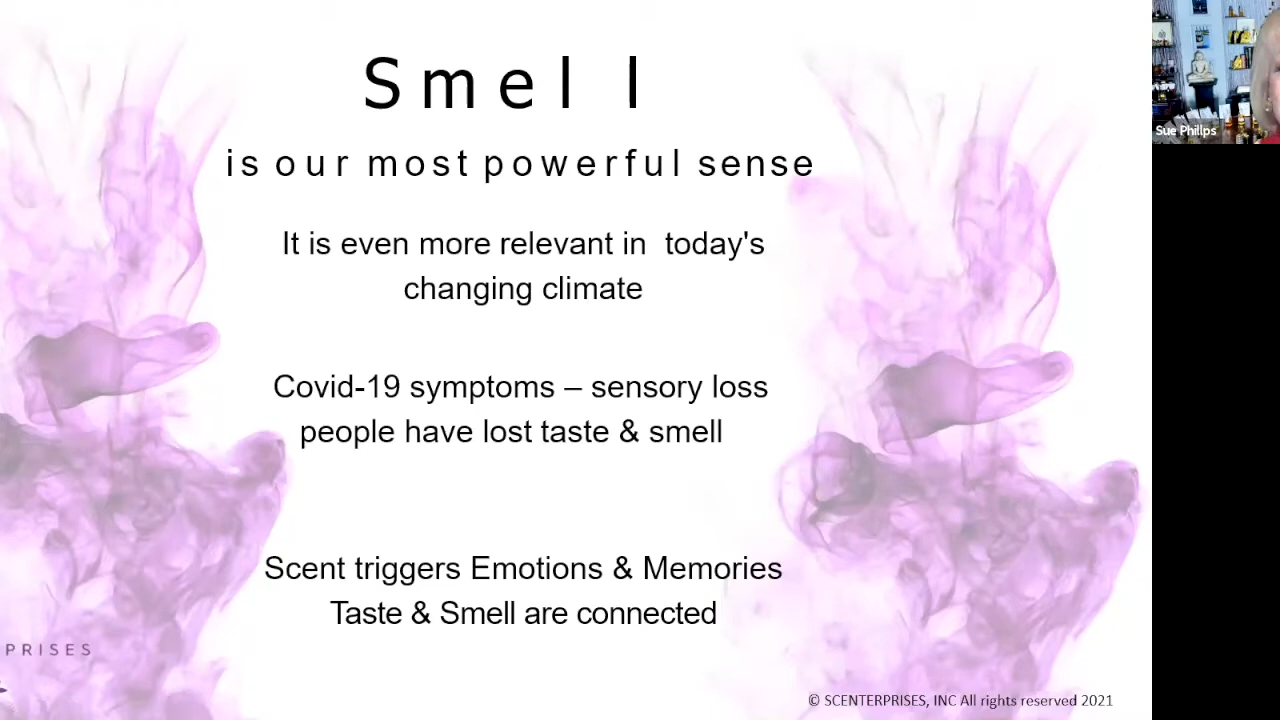 Smel l
is our most powerful sense
It is even more relevant in today's
changing climate
Covid-19 symptoms – sensory loss
people have lost taste & smell
Scent triggers Emotions & Memories
Taste & Smell are connected
PRISES
© SCENTERPRISES, INC All rights reserved 2021
Sue Phillps